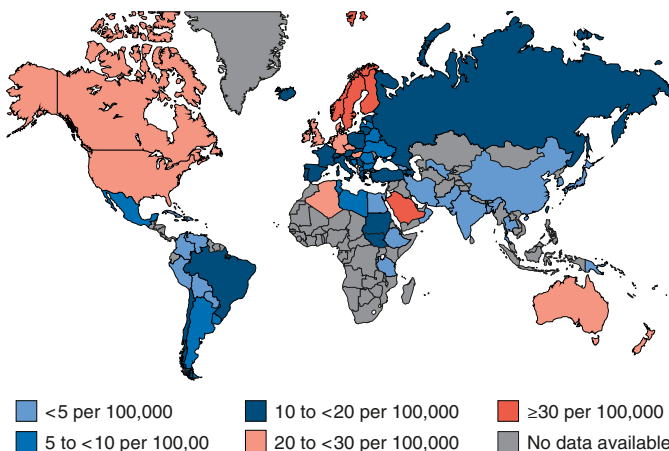 <5 per 100,000
10 to <20 per 100,000
≥30 per 100,000
5 to <10 per 100,00
20 to <30 per 100,000
No data available